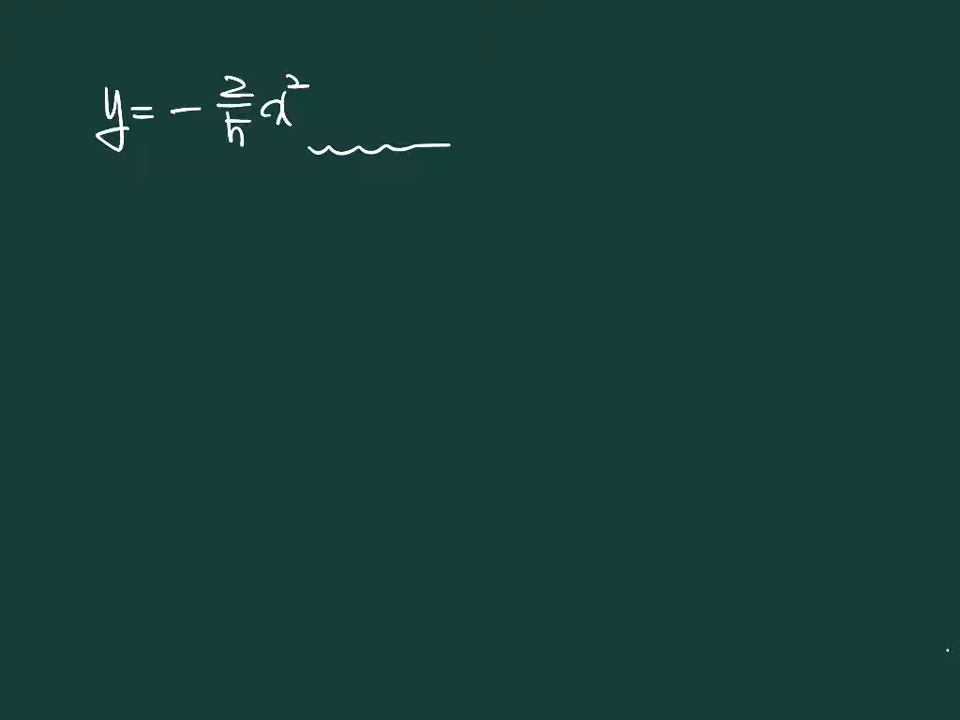 y = - 2/5 x²